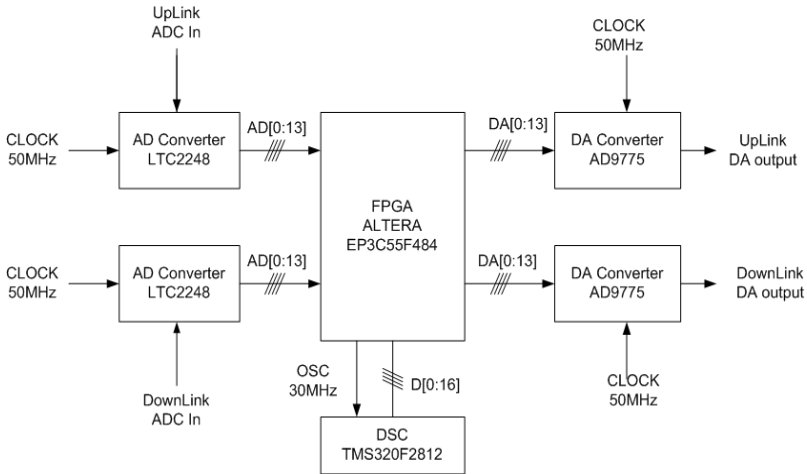 UpLink
ADC In
CLOCK
50MHz
CLOCK
50MHz
AD Converter
LTC2248
AD[0:13]
DA[0:13]
DA Converter
AD9775
UpLink
DA output
FPGA
ALTERA
EP3C55F484
CLOCK
50MHz
AD Converter
LTC2248
AD[0:13]
DA[0:13]
DA Converter
AD9775
DownLink
DA output
DownLink
ADC In
OSC
30MHz
D[0:16]
CLOCK
50MHz
DSC
TMS320F2812